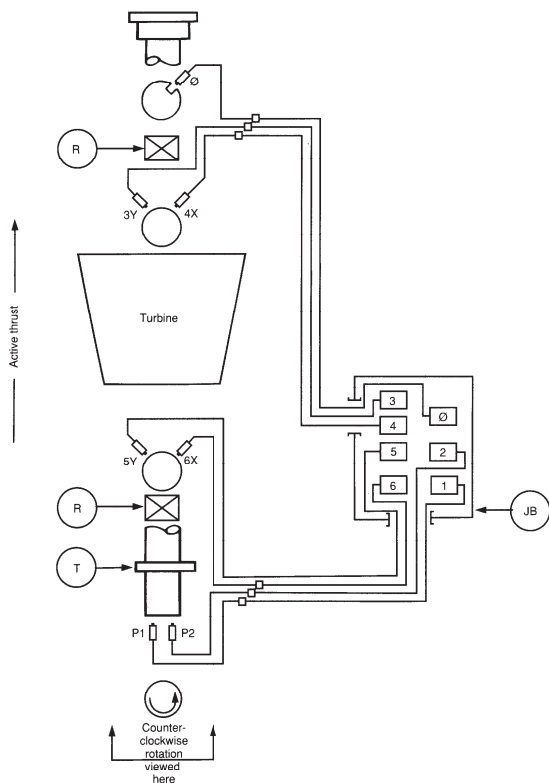 Ø
R
3Y
4X
Active thrust
Turbine
3
4
Ø
5
2
6
1
JB
5Y
6X
R
T
P1
P2
Counter-
clockwise
rotation
viewed
here